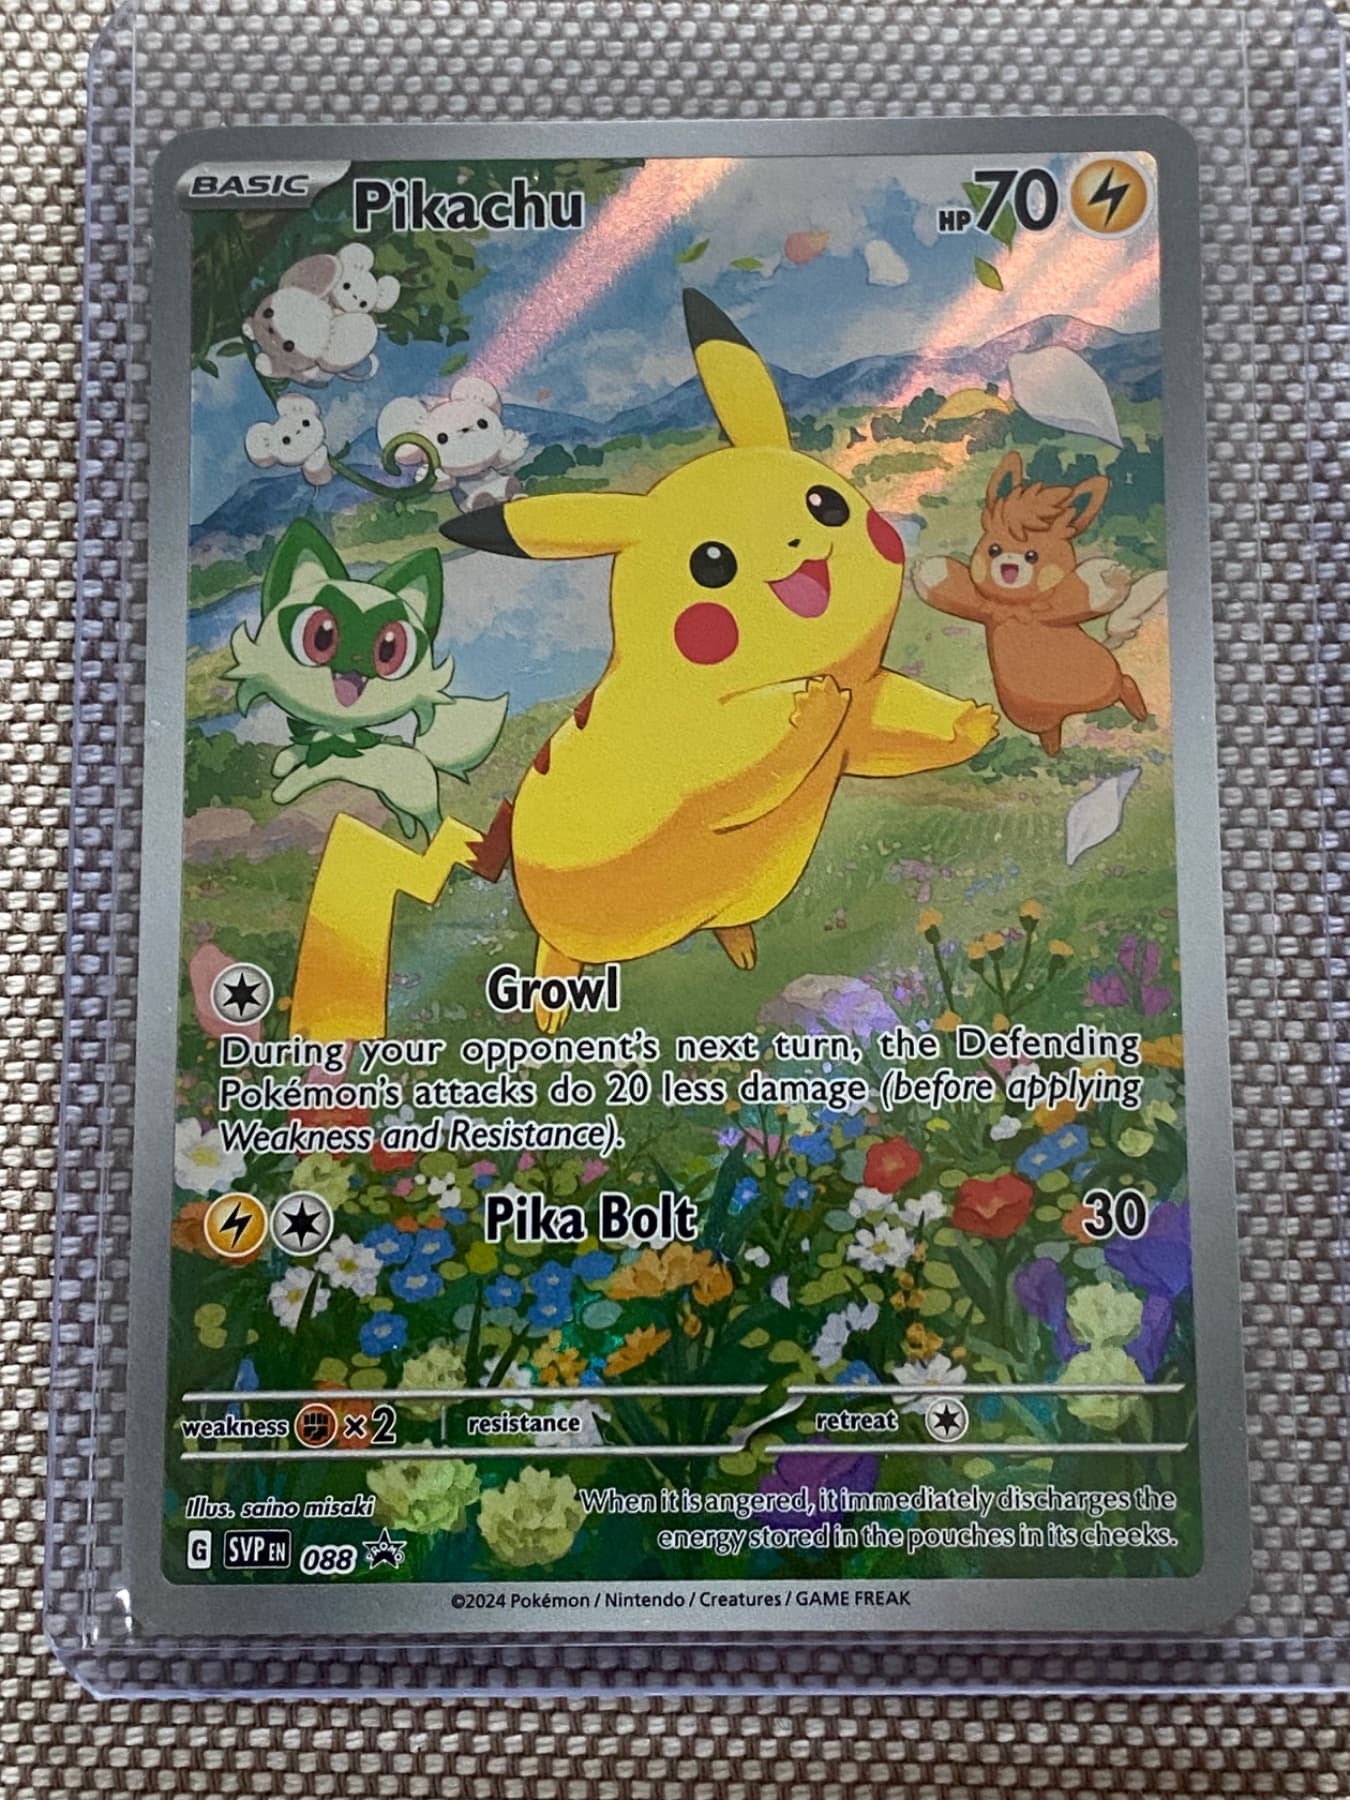 BASIC Pikachu HP 70
Growl
During your opponent's next turn, the Defending
Pokémon's attacks do 20 less damage (before applying
Weakness and Resistance).
Pika Bolt 30
weakness ×2 resistance retreat
Illus. saino misaki
When it is angered, it immediately discharges the
energy stored in the pouches in its cheeks.
G SVP EN 088
©2024 Pokémon / Nintendo / Creatures / GAME FREAK